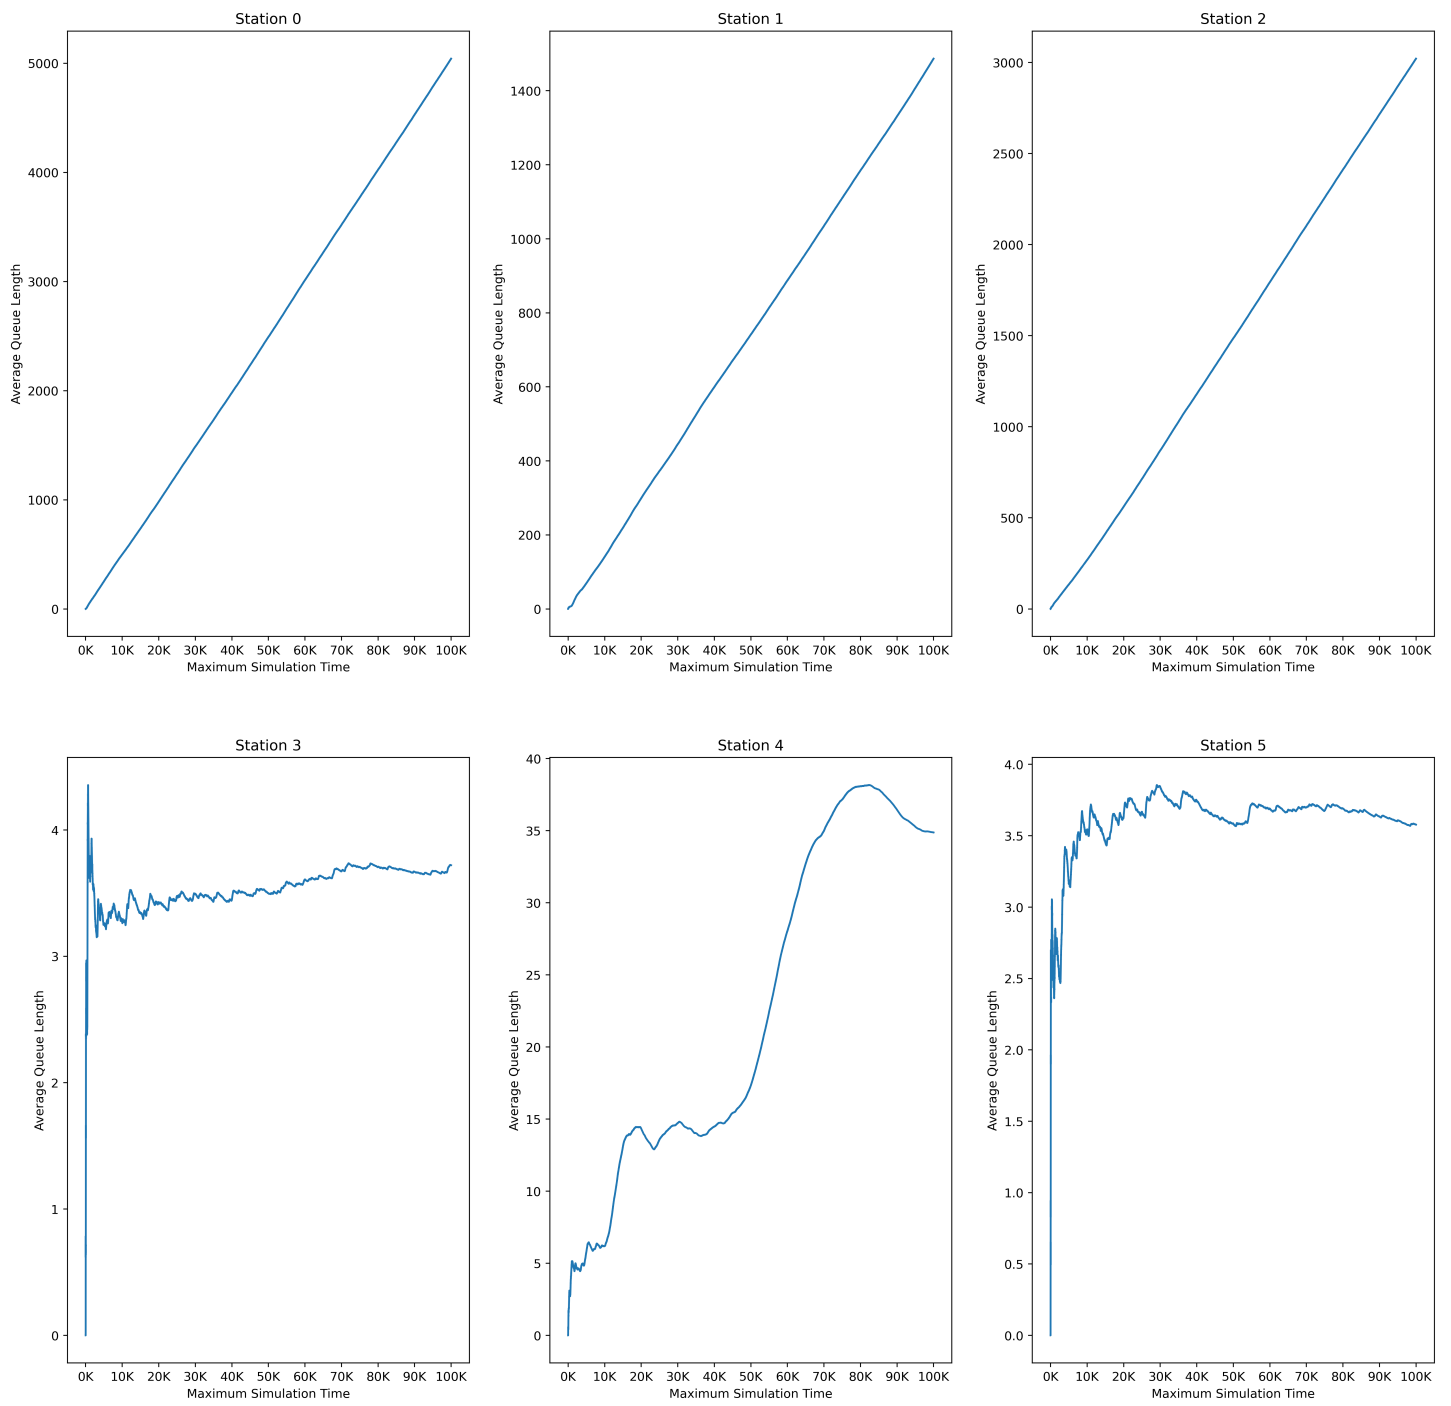 Station 0
Station 1
Station 2
Average Queue Length
5000
4000
3000
2000
1000
0
0K 10K 20K 30K 40K 50K 60K 70K 80K 90K 100K
Maximum Simulation Time
Average Queue Length
1400
1200
1000
800
600
400
200
0
0K 10K 20K 30K 40K 50K 60K 70K 80K 90K 100K
Maximum Simulation Time
Average Queue Length
3000
2500
2000
1500
1000
500
0
0K 10K 20K 30K 40K 50K 60K 70K 80K 90K 100K
Maximum Simulation Time
Station 3
Station 4
Station 5
Average Queue Length
4
3
2
1
0
0K 10K 20K 30K 40K 50K 60K 70K 80K 90K 100K
Maximum Simulation Time
Average Queue Length
40
35
30
25
20
15
10
5
0
0K 10K 20K 30K 40K 50K 60K 70K 80K 90K 100K
Maximum Simulation Time
Average Queue Length
4.0
3.5
3.0
2.5
2.0
1.5
1.0
0.5
0.0
0K 10K 20K 30K 40K 50K 60K 70K 80K 90K 100K
Maximum Simulation Time